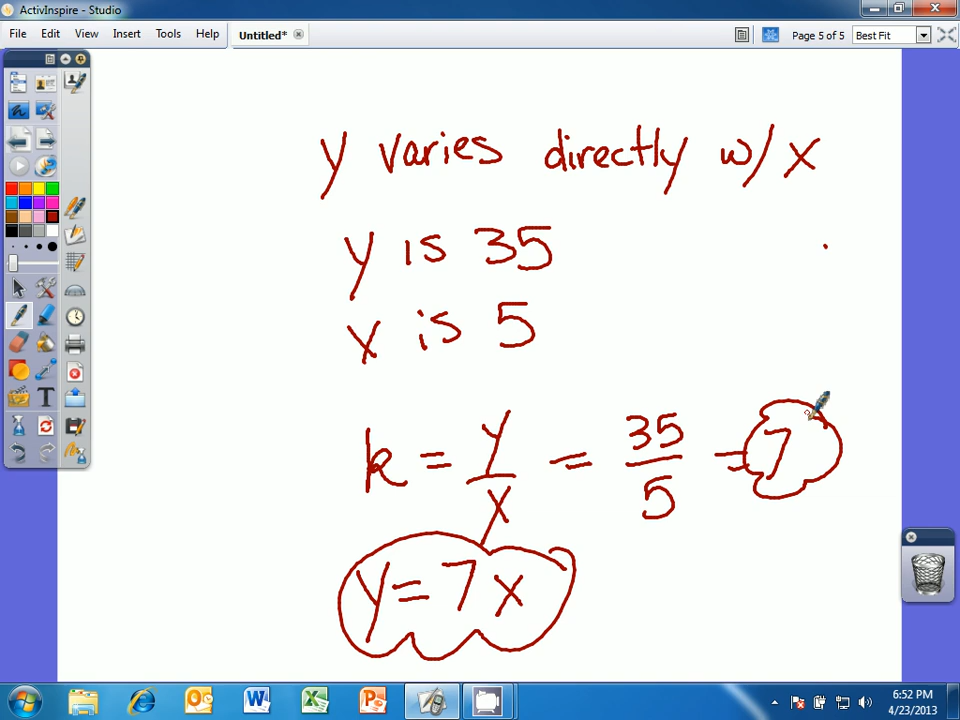 ActivInspire - Studio
File Edit View Insert Tools Help Untitled* Page 5 of 5 Best Fit
y varies directly w/ x
y is 35
x is 5
k = y/x = 35/5 = 7
y = 7x
6:52 PM
4/23/2013